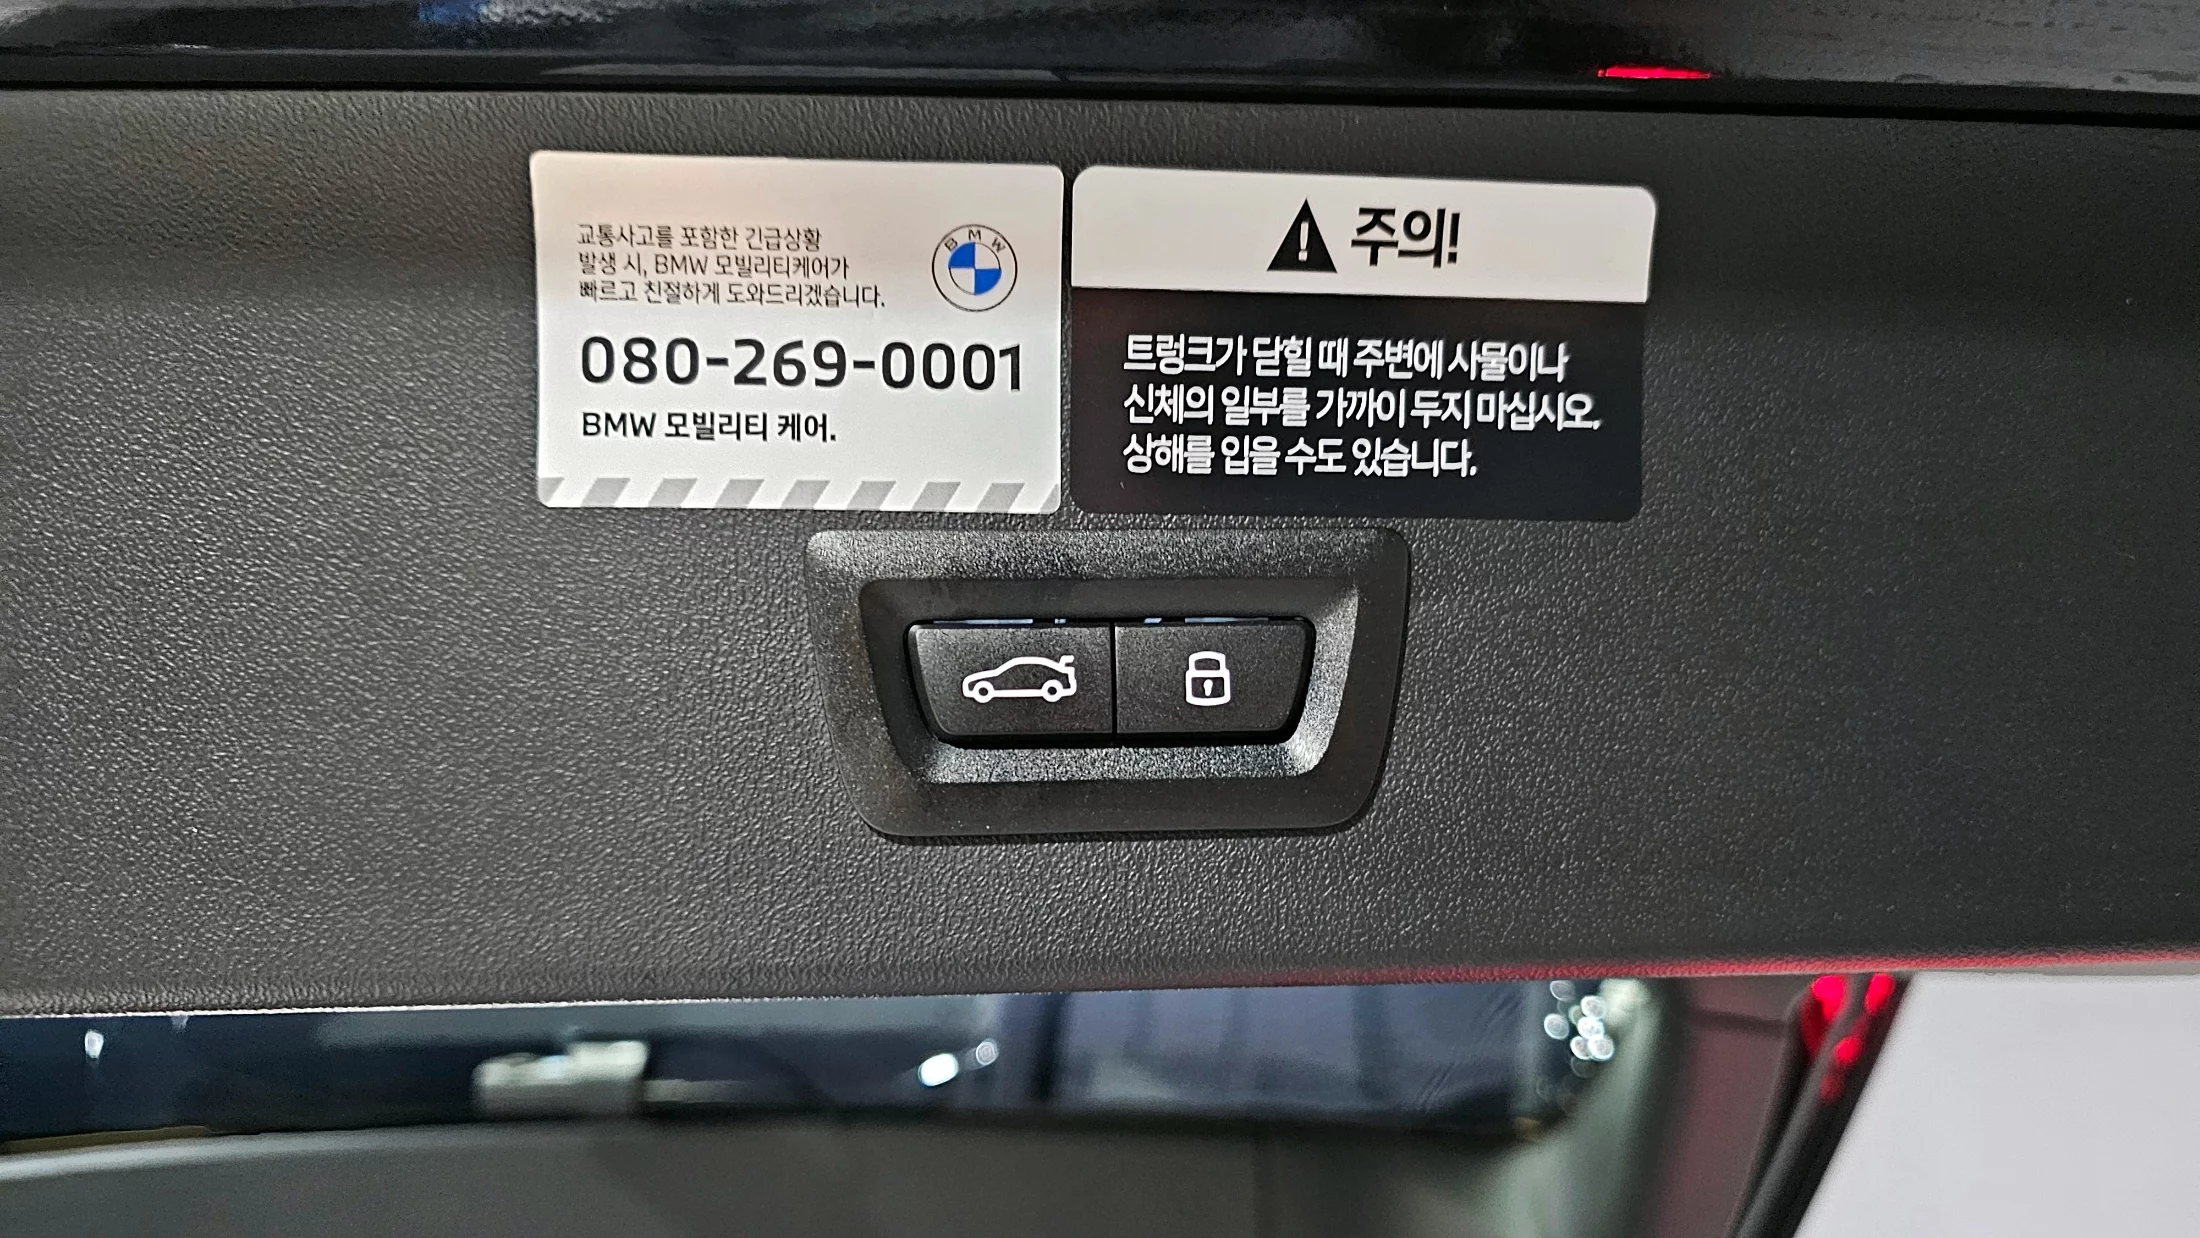 교통사고를 포함한 긴급상황
발생 시, BMW 모빌리티케어가
빠르고 친절하게 도와드리겠습니다.
BMW
080-269-0001
BMW 모빌리티 케어.
주의!
트렁크가 닫힐 때 주변에 사물이나
신체의 일부를 가까이 두지 마십시오.
상해를 입을 수도 있습니다.